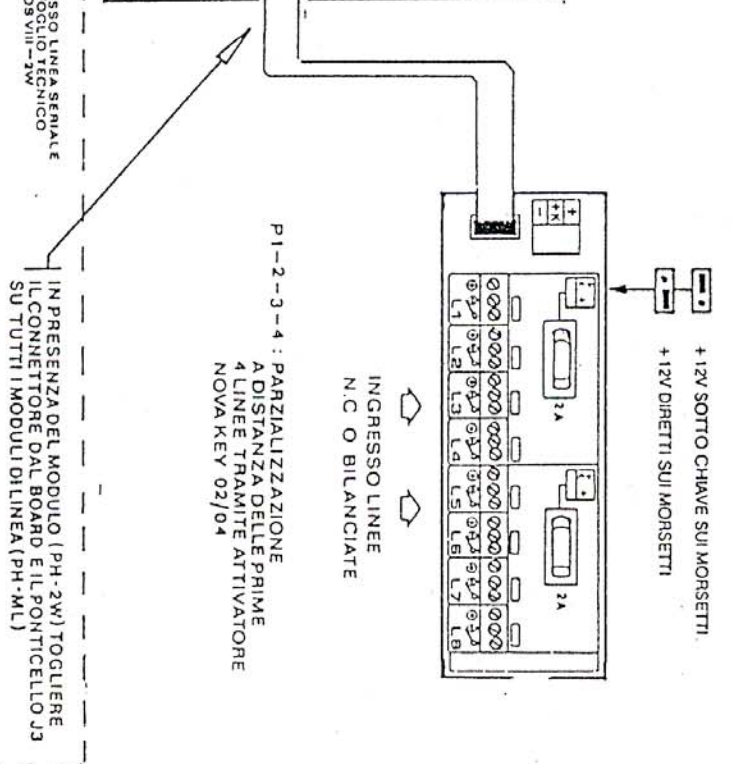 + 12V SOTTO CHIAVE SUI MORSETTI.
+ 12V DIRETTI SUI MORSETTI
+
+K
−
2A
2A
L1
L2
L3
L4
L5
L6
L7
L8
INGRESSO LINEE
N.C O BILANCIATE
P1-2-3-4 : PARZIALIZZAZIONE
A DISTANZA DELLE PRIME
4 LINEE TRAMITE ATTIVATORE
NOVA KEY 02/04
IN PRESENZA DEL MODULO (PH-2W) TOGLIERE
IL CONNETTORE DAL BOARD E IL PONTICELLO J3
SU TUTTI I MODULI DI LINEA (PH-ML)
SSO LINEA SERIALE
OGLIO TECNICO
OS VIII-2W